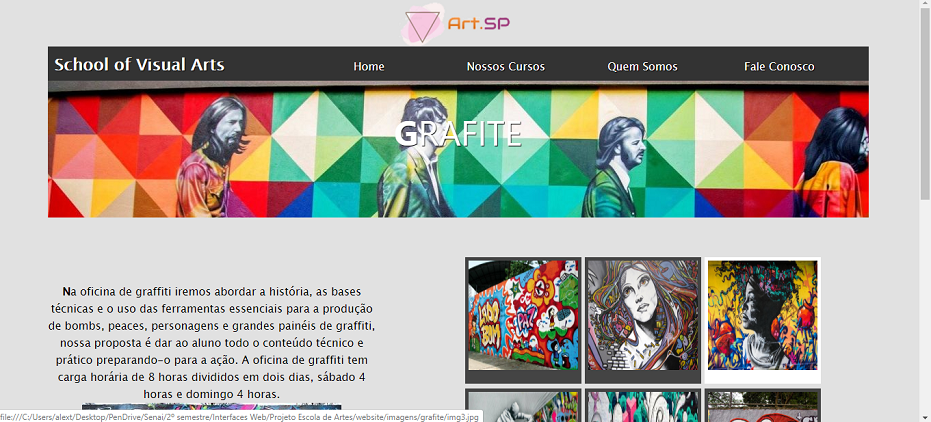 Art.SP
School of Visual Arts
Home
Nossos Cursos
Quem Somos
Fale Conosco
GRAFITE
Na oficina de graffiti iremos abordar a história, as bases
técnicas e o uso das ferramentas essenciais para a produção
de bombs, peaces, personagens e grandes painéis de graffiti,
nossa proposta é dar ao aluno todo o conteúdo técnico e
prático preparando-o para a ação. A oficina de graffiti tem
carga horária de 8 horas divididos em dois dias, sábado 4
horas e domingo 4 horas.
file:///C:/Users/alext/Desktop/PenDrive/Senai/2º semestre/Interfaces Web/Projeto Escola de Artes/website/imagens/grafite/img3.jpg